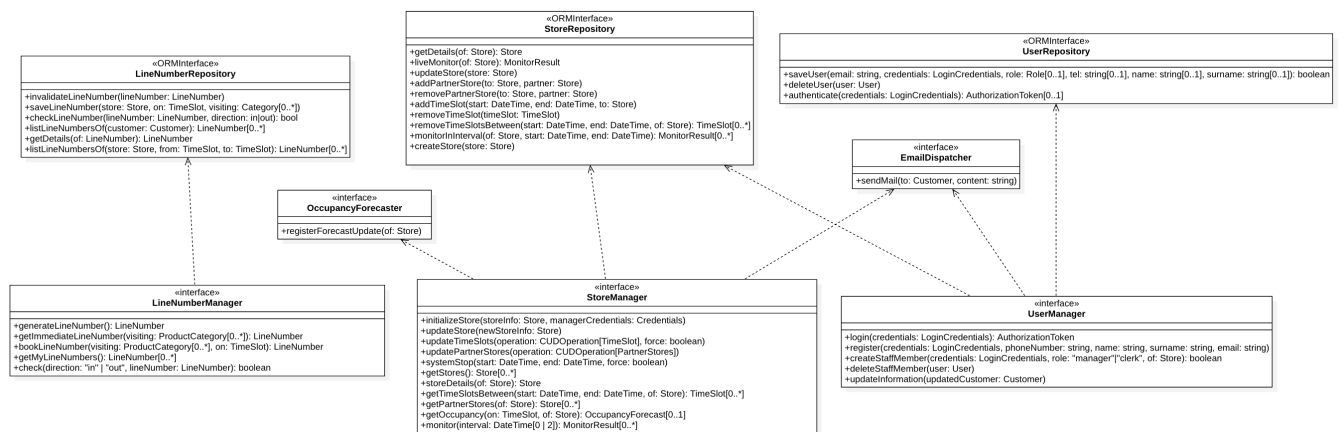 «ORMInterface»
StoreRepository
+getDetails(of: Store): Store
+liveMonitor(of: Store): MonitorResult
+updateStore(store: Store)
+addPartnerStore(to: Store, partner: Store)
+removePartnerStore(to: Store, partner: Store)
+addTimeSlot(start: DateTime, end: DateTime, to: Store)
+removeTimeSlot(timeSlot: TimeSlot)
+removeTimeSlotsBetween(start: DateTime, end: DateTime, of: Store): TimeSlot[0..*]
+monitorInInterval(of: Store, start: DateTime, end: DateTime): MonitorResult[0..*]
+createStore(store: Store)
«ORMInterface»
UserRepository
+saveUser(email: string, credentials: LoginCredentials, role: Role[0..1], tel: string[0..1], name: string[0..1], surname: string[0..1]): boolean
+deleteUser(user: User)
+authenticate(credentials: LoginCredentials): AuthorizationToken[0..1]
«ORMInterface»
LineNumberRepository
+invalidateLineNumber(lineNumber: LineNumber)
+saveLineNumber(store: Store, on: TimeSlot, visiting: Category[0..*])
+checkLineNumber(lineNumber: LineNumber, direction: in|out): bool
+listLineNumbersOf(customer: Customer): LineNumber[0..*]
+getDetails(of: LineNumber): LineNumber
+listLineNumbersOf(store: Store, from: TimeSlot, to: TimeSlot): LineNumber[0..*]
«interface»
EmailDispatcher
+sendMail(to: Customer, content: string)
«interface»
OccupancyForecaster
+registerForecastUpdate(of: Store)
«interface»
LineNumberManager
+generateLineNumber(): LineNumber
+getImmediateLineNumber(visiting: ProductCategory[0..*]): LineNumber
+bookLineNumber(visiting: ProductCategory[0..*], on: TimeSlot): LineNumber
+getMyLineNumbers(): LineNumber[0..*]
+check(direction: "in" | "out", lineNumber: LineNumber): boolean
«interface»
StoreManager
+initializeStore(storeInfo: Store, managerCredentials: Credentials)
+updateStore(newStoreInfo: Store)
+updateTimeSlots(operation: CUDOperation[TimeSlot], force: boolean)
+updatePartnerStores(operation: CUDOperation[PartnerStores])
+systemStop(start: DateTime, end: DateTime, force: boolean)
+getStores(): Store[0..*]
+storeDetails(of: Store): Store
+getTimeSlotsBetween(start: DateTime, end: DateTime, of: Store): TimeSlot[0..*]
+getPartnerStores(of: Store): Store[0..*]
+getOccupancy(on: TimeSlot, of: Store): OccupancyForecast[0..1]
+monitor(interval: DateTime[0 | 2]): MonitorResult[0..*]
«interface»
UserManager
+login(credentials: LoginCredentials): AuthorizationToken
+register(credentials: LoginCredentials, phoneNumber: string, name: string, surname: string, email: string)
+createStaffMember(credentials: LoginCredentials, role: "manager"|"clerk", of: Store): boolean
+deleteStaffMember(user: User)
+updateInformation(updatedCustomer: Customer)